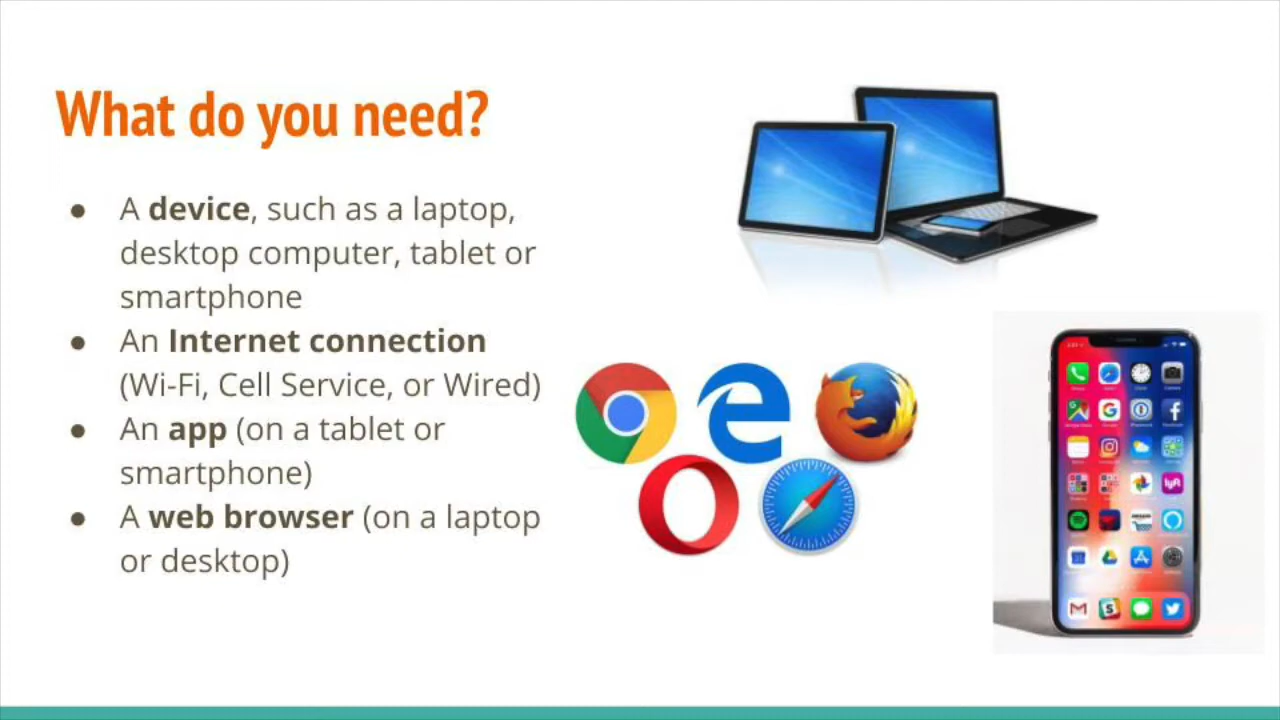 What do you need?
● A device, such as a laptop,
desktop computer, tablet or
smartphone
● An Internet connection
(Wi-Fi, Cell Service, or Wired)
● An app (on a tablet or
smartphone)
● A web browser (on a laptop
or desktop)